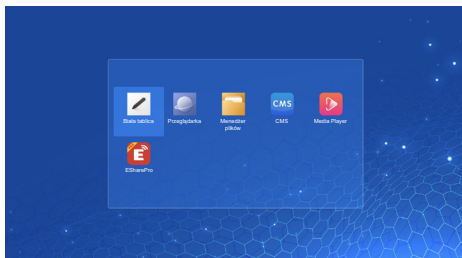 Biała tablica
Przeglądarka
Menedżer
plików
CMS
CMS
Media Player
E
ESharePro